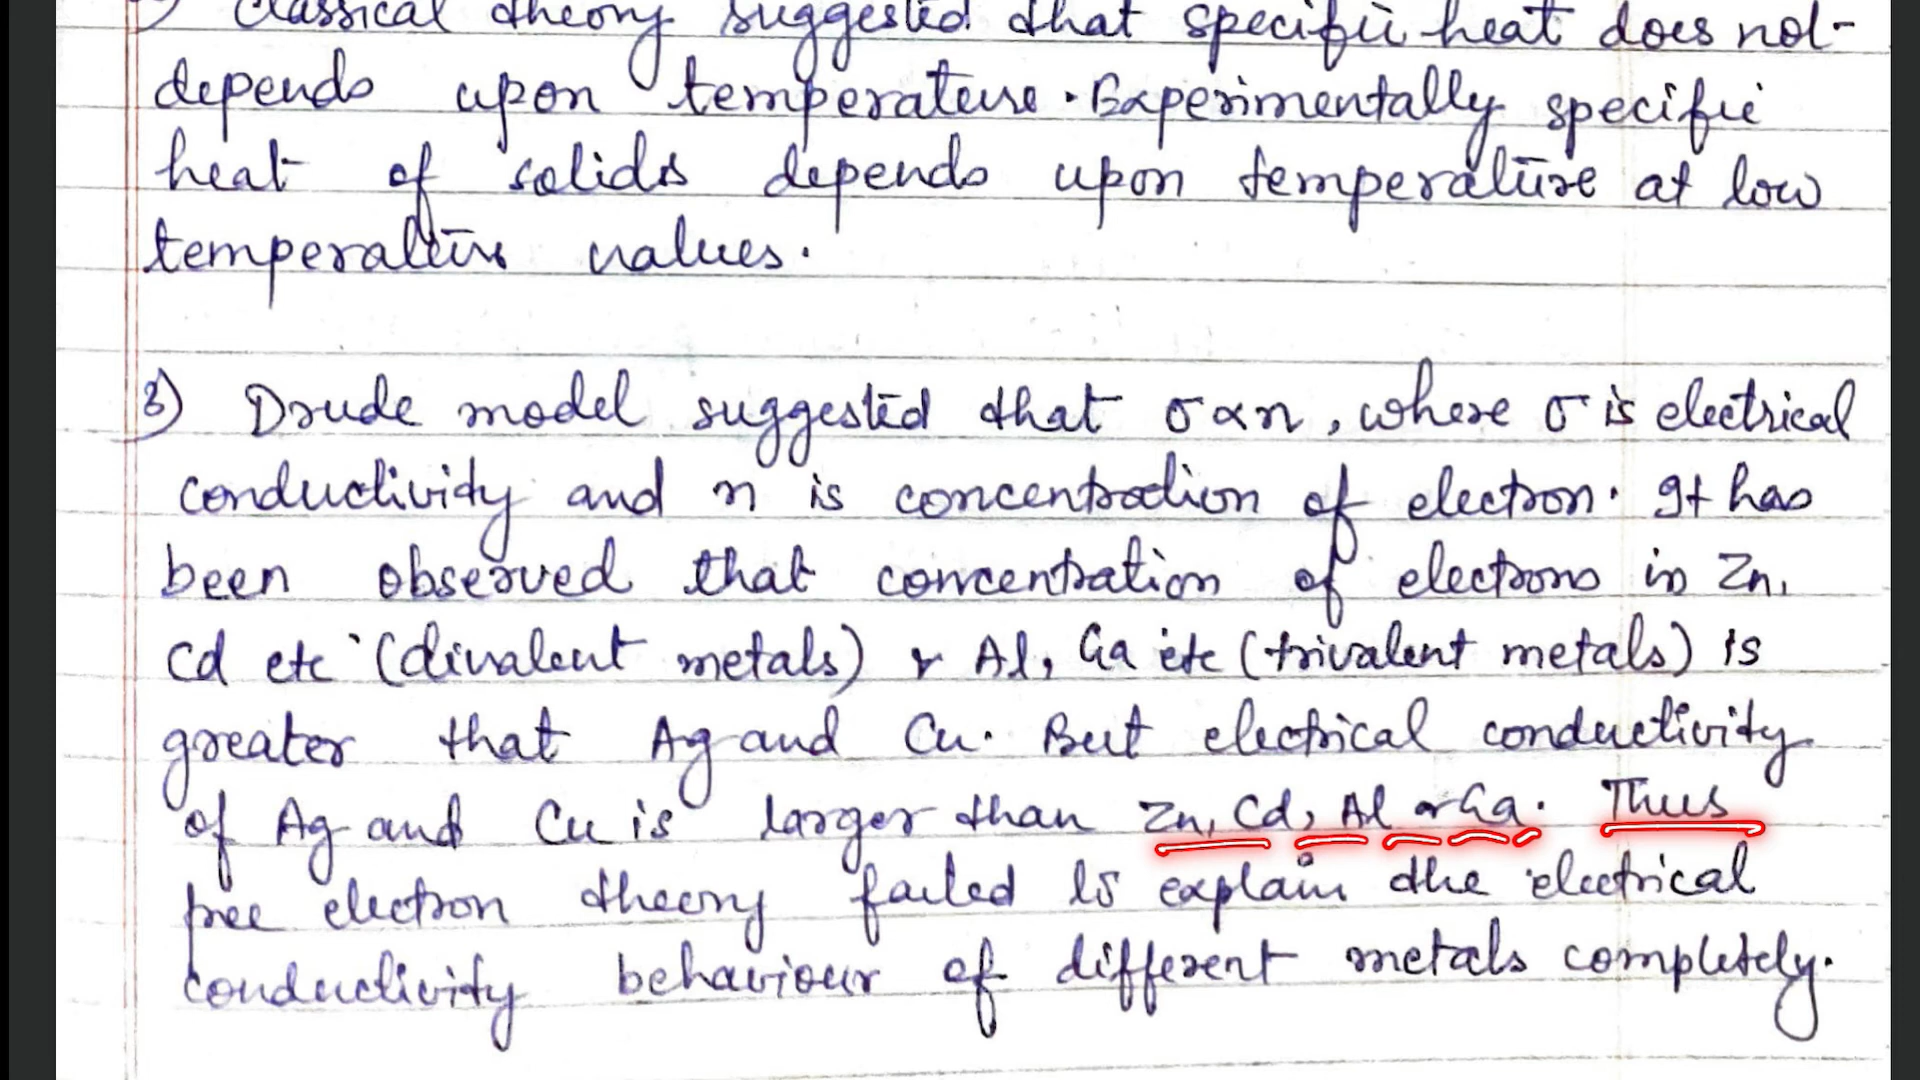 Classical theory suggested that specific heat does not
depends upon temperature. Experimentally specific
heat of solids depends upon temperature at low
temperature values.
3) Drude model suggested that σ α n, where σ is electrical
conductivity and n is concentration of electron. It has
been observed that concentration of electrons in Zn,
Cd etc (divalent metals) & Al, Ga etc (trivalent metals) is
greater that Ag and Cu. But electrical conductivity
of Ag and Cu is larger than Zn, Cd, Al or Ga. Thus
free electron theory failed to explain the electrical
conductivity behaviour of different metals completely.